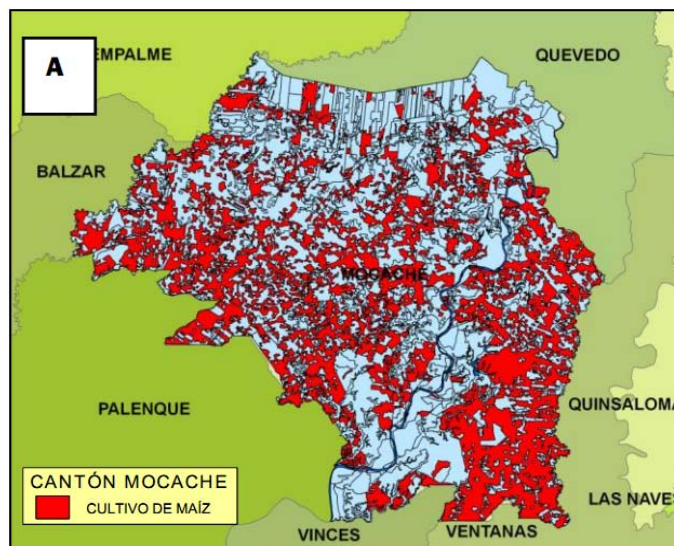 A
EMPALME
QUEVEDO
BALZAR
MOCACHE
PALENQUE
QUINSALOMA
LAS NAVES
VINCES
VENTANAS
CANTÓN MOCACHE
CULTIVO DE MAÍZ